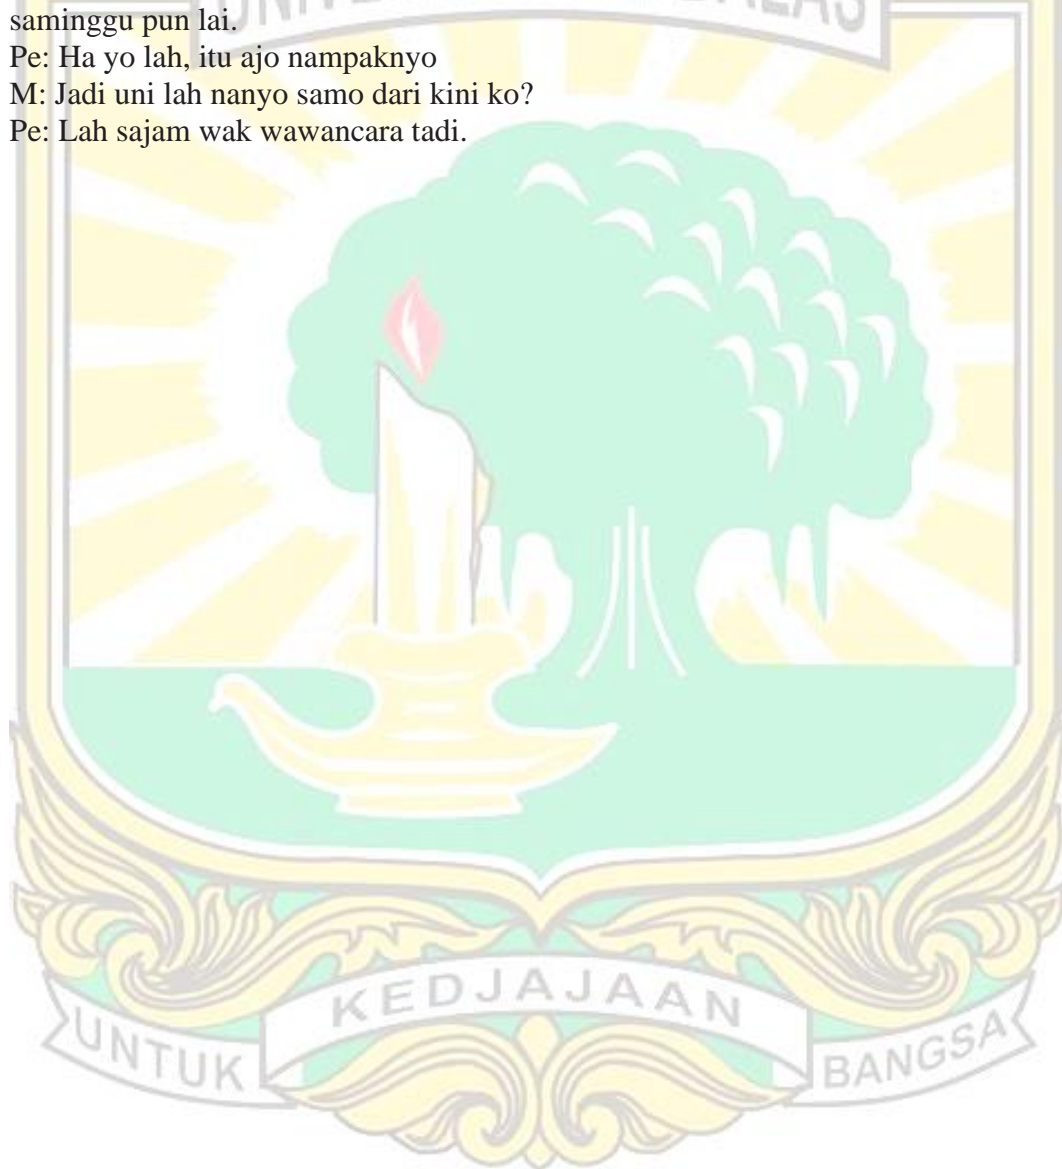 saminggu pun lai.
Pe: Ha yo lah, itu ajo nampaknyo
M: Jadi uni lah nanyo samo dari kini ko?
Pe: Lah sajam wak wawancara tadi.
KEDJAJAAN
UNTUK BANGSA